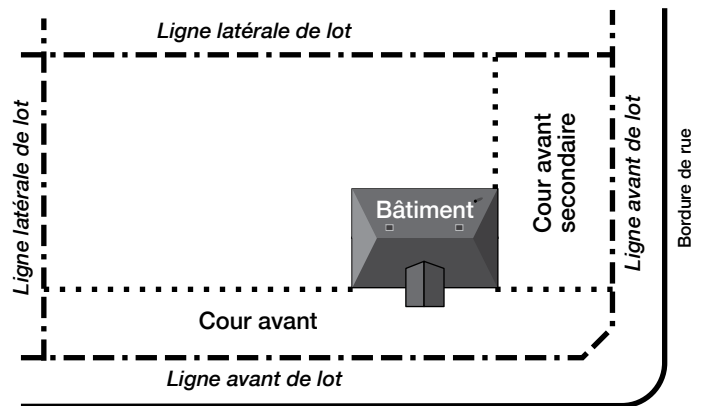 Ligne latérale de lot
Ligne latérale de lot
Cour avant
secondaire
Ligne avant de lot
Bordure de rue
Bâtiment
Cour avant
Ligne avant de lot